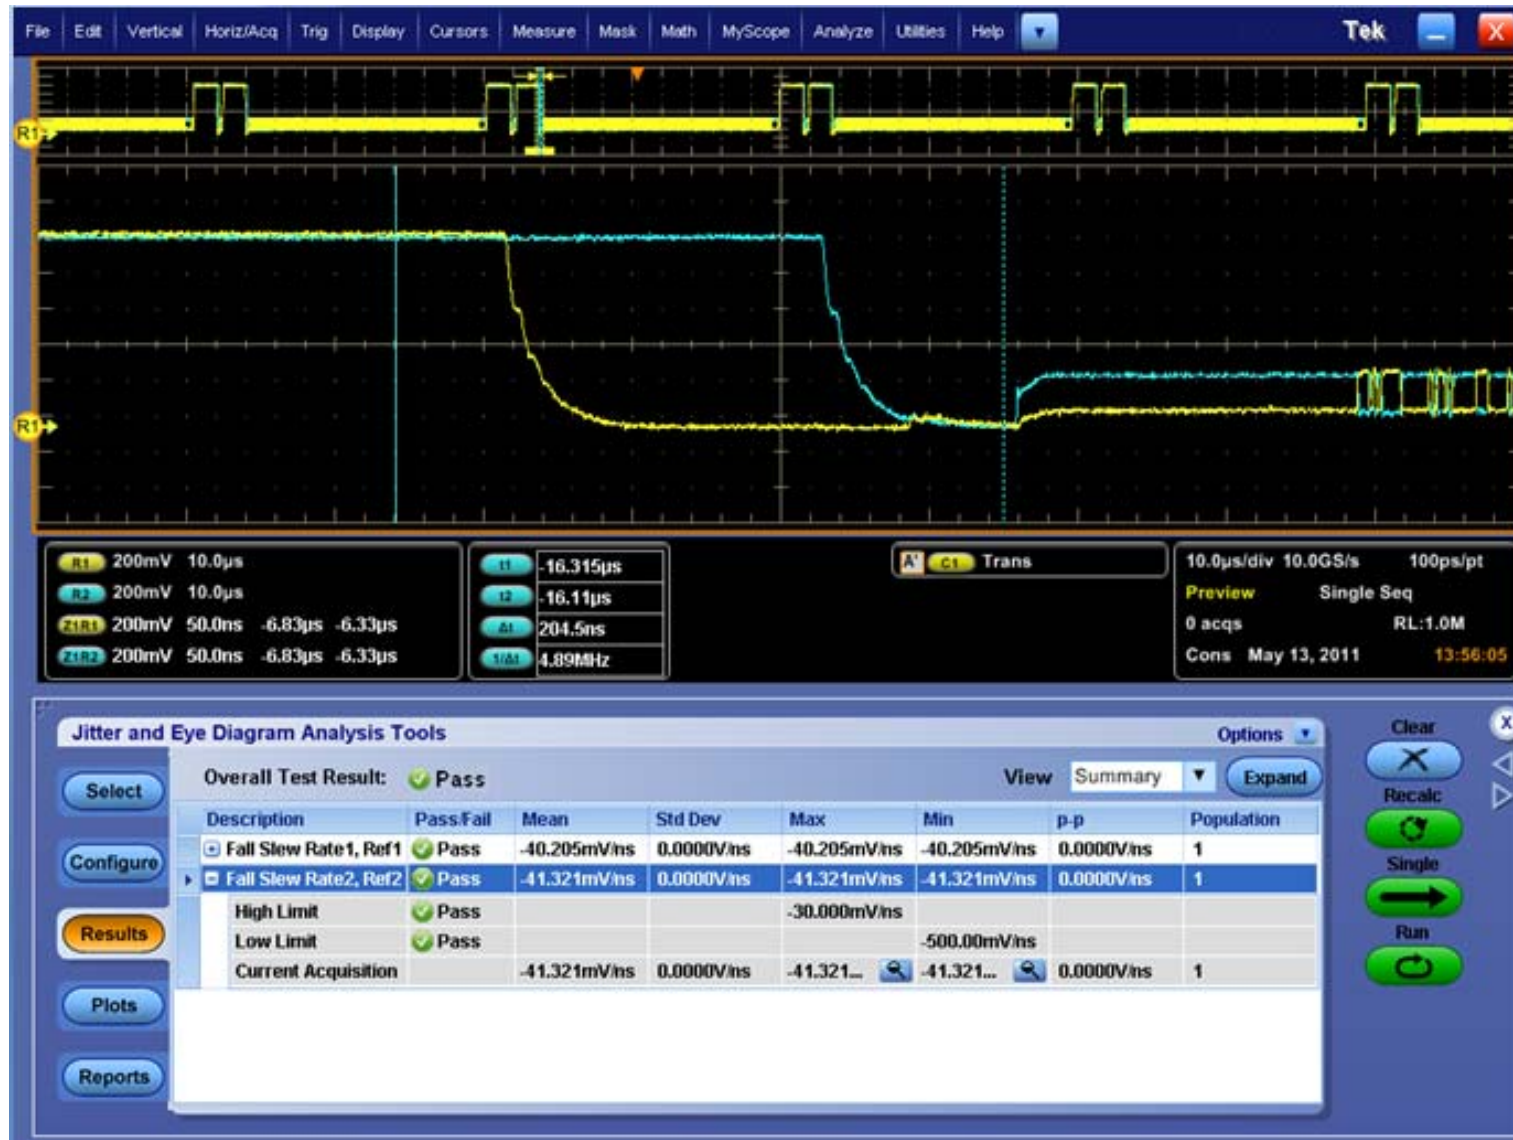 File Edit Vertical Horiz/Acq Trig Display Cursors Measure Mask Math MyScope Analyze Utilities Help Tek X
R1
R1
R1 200mV 10.0µs
R2 200mV 10.0µs
Z1R1 200mV 50.0ns -6.83µs -6.33µs
Z1R2 200mV 50.0ns -6.83µs -6.33µs
t1 -16.315µs
t2 -16.11µs
Δt 204.5ns
1/Δt 4.89MHz
A' C1 Trans
10.0µs/div 10.0GS/s 100ps/pt
Preview Single Seq
0 acqs RL:1.0M
Cons May 13, 2011 13:56:05
Jitter and Eye Diagram Analysis Tools Options
Select
Configure
Results
Plots
Reports
Overall Test Result: Pass View Summary Expand
Description Pass/Fail Mean Std Dev Max Min p-p Population
Fall Slew Rate1, Ref1 Pass -40.205mV/ns 0.0000V/ns -40.205mV/ns -40.205mV/ns 0.0000V/ns 1
Fall Slew Rate2, Ref2 Pass -41.321mV/ns 0.0000V/ns -41.321mV/ns -41.321mV/ns 0.0000V/ns 1
High Limit Pass -30.000mV/ns
Low Limit Pass -500.00mV/ns
Current Acquisition -41.321mV/ns 0.0000V/ns -41.321... -41.321... 0.0000V/ns 1
Clear
Recalc
Single
Run
X